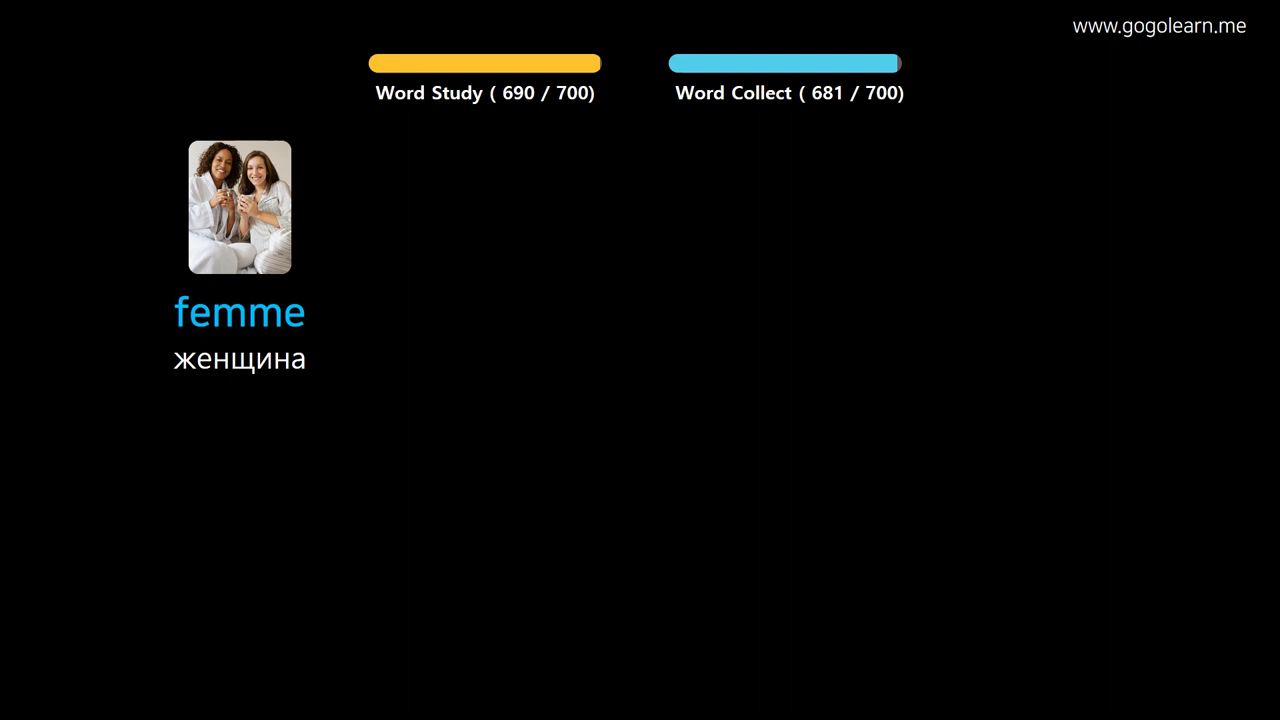 www.gogolearn.me
Word Study ( 690 / 700)
Word Collect ( 681 / 700)
femme
женщина